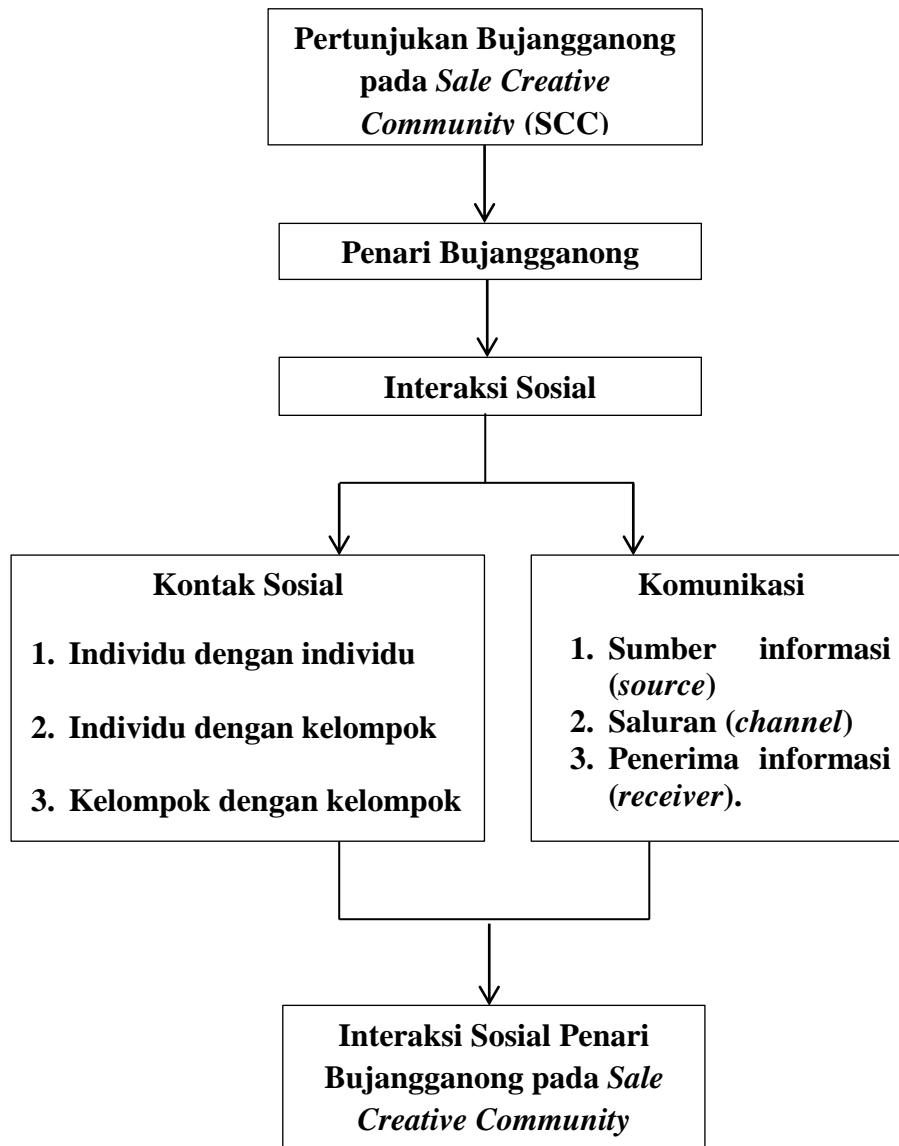 Pertunjukan Bujangganong
pada Sale Creative
Community (SCC)
Penari Bujangganong
Interaksi Sosial
Kontak Sosial
1. Individu dengan individu
2. Individu dengan kelompok
3. Kelompok dengan kelompok
Komunikasi
1. Sumber informasi
(source)
2. Saluran (channel)
3. Penerima informasi
(receiver).
Interaksi Sosial Penari
Bujangganong pada Sale
Creative Community